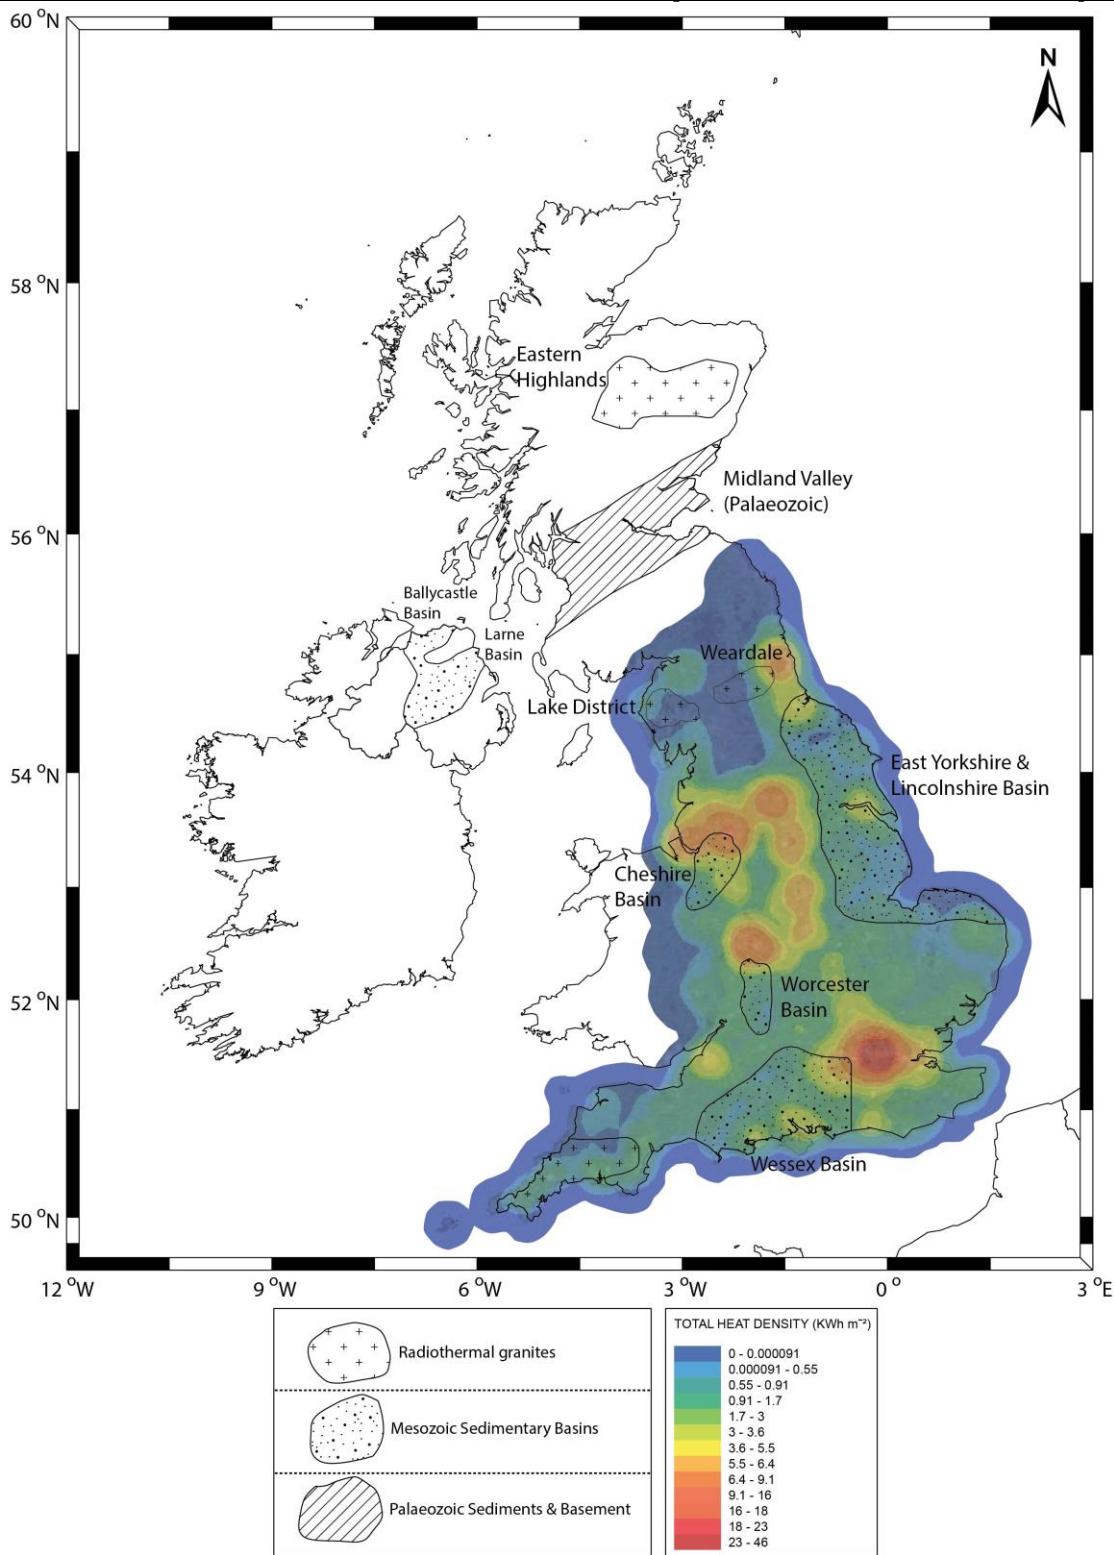 60 °N
N
58 °N
Eastern
Highlands
Midland Valley
(Palaeozoic)
56 °N
Ballycastle
Basin
Larne
Basin
Weardale
Lake District
54 °N
East Yorkshire &
Lincolnshire Basin
Cheshire
Basin
52 °N
Worcester
Basin
Wessex Basin
50 °N
12 °W
9 °W
6 °W
3 °W
0 °
3 °E
Radiothermal granites
Mesozoic Sedimentary Basins
Palaeozoic Sediments & Basement
TOTAL HEAT DENSITY (KWh m⁻²)
0 - 0.000091
0.000091 - 0.55
0.55 - 0.91
0.91 - 1.7
1.7 - 3
3 - 3.6
3.6 - 5.5
5.5 - 6.4
6.4 - 9.1
9.1 - 16
16 - 18
18 - 23
23 - 46